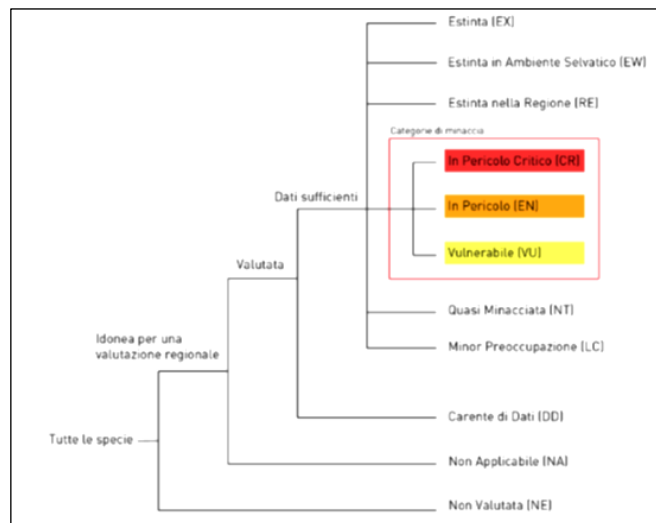 Estinta (EX)
Estinta in Ambiente Selvatico (EW)
Estinta nella Regione (RE)
Categorie di minaccia
In Pericolo Critico (CR)
In Pericolo (EN)
Vulnerabile (VU)
Dati sufficienti
Valutata
Quasi Minacciata (NT)
Idonea per una
valutazione regionale
Minor Preoccupazione (LC)
Carente di Dati (DD)
Tutte le specie
Non Applicabile (NA)
Non Valutata (NE)